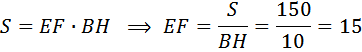 S = EF · BH ⟹ EF = S/BH = 150/10 = 15